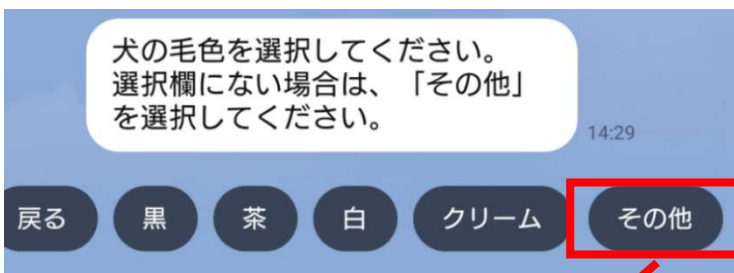 犬の毛色を選択してください。
選択欄にない場合は、「その他」
を選択してください。
14:29
戻る 黒 茶 白 クリーム その他